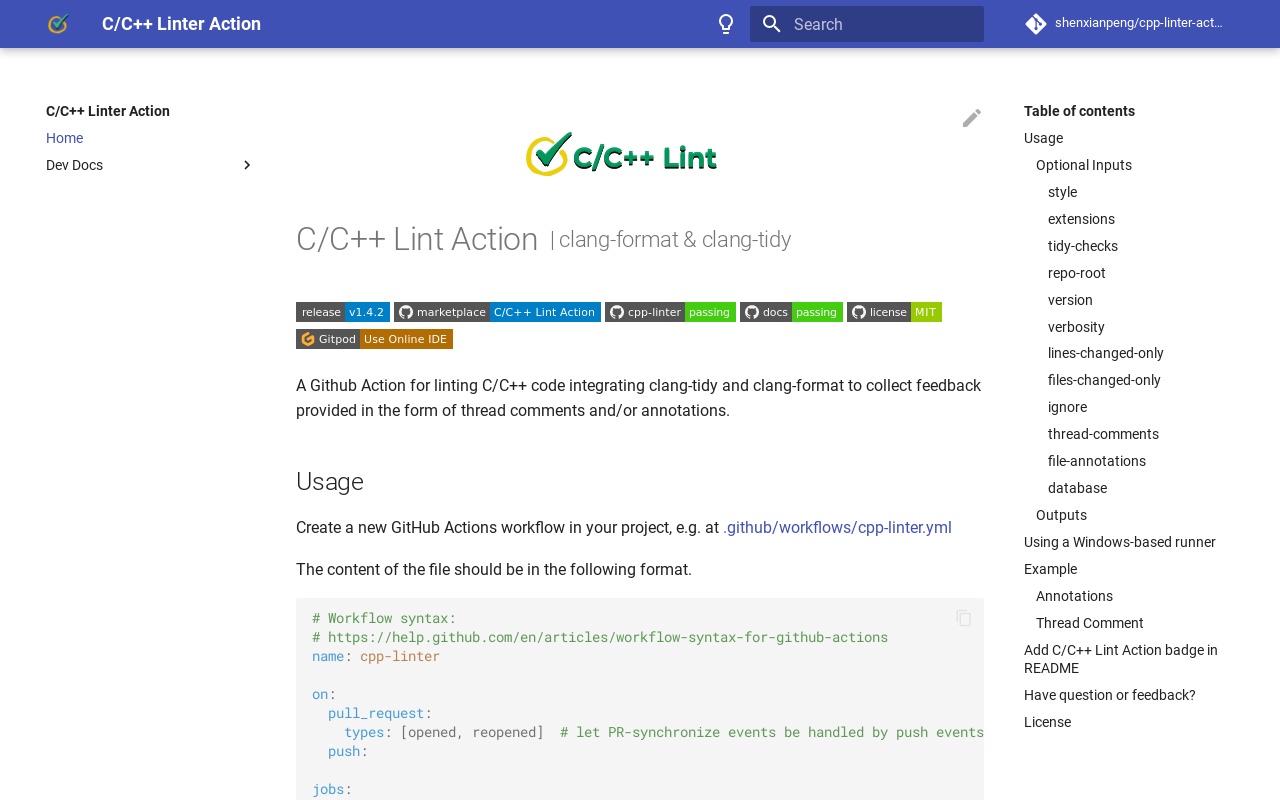 C/C++ Linter Action
Search
shenxianpeng/cpp-linter-act…
C/C++ Linter Action
Home
Dev Docs
C/C++ Lint
C/C++ Lint Action | clang-format & clang-tidy
release v1.4.2
marketplace C/C++ Lint Action
cpp-linter passing
docs passing
license MIT
Gitpod Use Online IDE
A Github Action for linting C/C++ code integrating clang-tidy and clang-format to collect feedback
provided in the form of thread comments and/or annotations.
Usage
Create a new GitHub Actions workflow in your project, e.g. at .github/workflows/cpp-linter.yml
The content of the file should be in the following format.
# Workflow syntax:
# https://help.github.com/en/articles/workflow-syntax-for-github-actions
name: cpp-linter
on:
  pull_request:
    types: [opened, reopened]  # let PR-synchronize events be handled by push events
  push:
jobs:
Table of contents
Usage
Optional Inputs
style
extensions
tidy-checks
repo-root
version
verbosity
lines-changed-only
files-changed-only
ignore
thread-comments
file-annotations
database
Outputs
Using a Windows-based runner
Example
Annotations
Thread Comment
Add C/C++ Lint Action badge in
README
Have question or feedback?
License